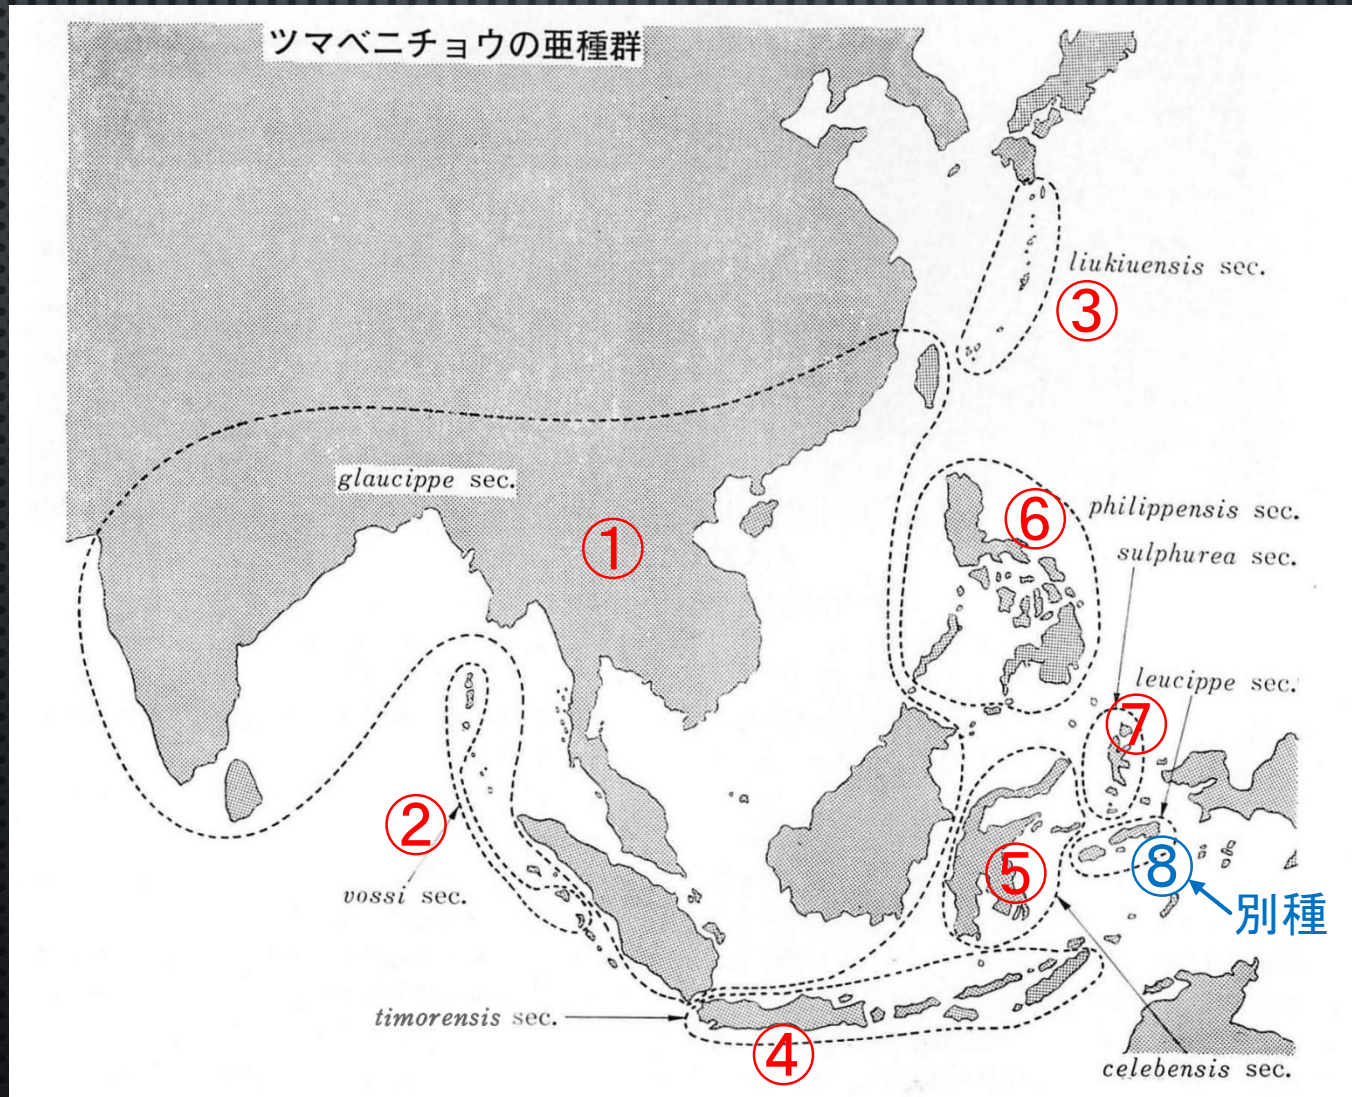 ツマベニチョウの亜種群
liukiuensis sec.
③
glaucippe sec.
①
⑥
philippensis sec.
sulphurea sec.
leucippe sec.
⑦
②
vossi sec.
⑤
⑧
別種
timorensis sec.
④
celebensis sec.